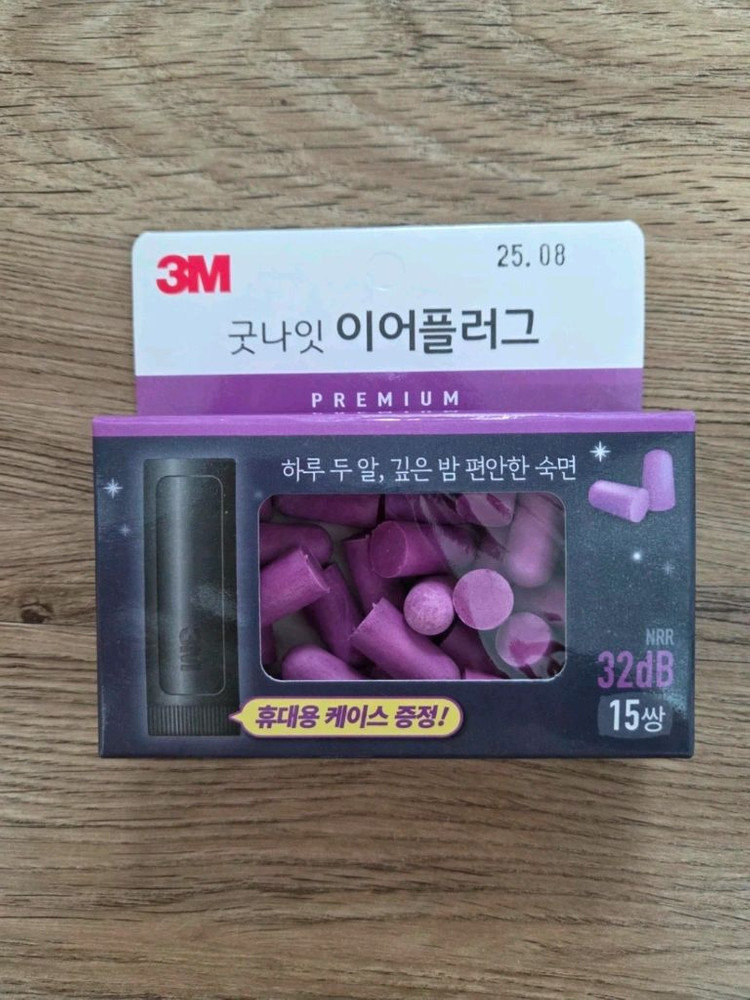 3M
25.08
굿나잇 이어플러그
PREMIUM
하루 두 알, 깊은 밤 편안한 숙면
3M
NRR
32dB
15쌍
휴대용 케이스 증정!